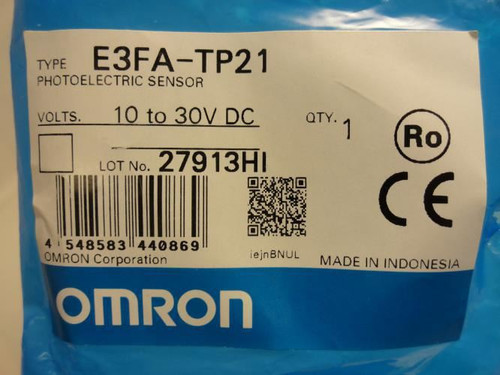 TYPE E3FA-TP21
PHOTOELECTRIC SENSOR
VOLTS. 10 to 30V DC
QTY. 1
Ro
LOT No. 27913HI
CE
4 548583 440869
OMRON Corporation
iejnBNUL
MADE IN INDONESIA
OMRON